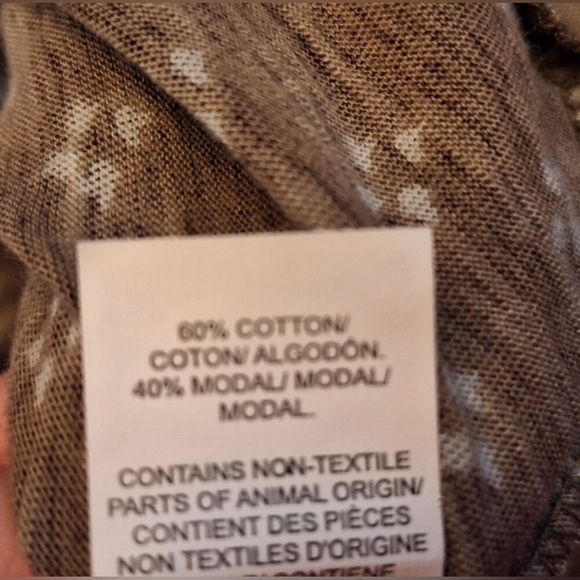 60% COTTON/
COTON/ ALGODÓN.
40% MODAL/ MODAL/
MODAL.
CONTAINS NON-TEXTILE
PARTS OF ANIMAL ORIGIN/
CONTIENT DES PIÈCES
NON TEXTILES D'ORIGINE
CONTIENE